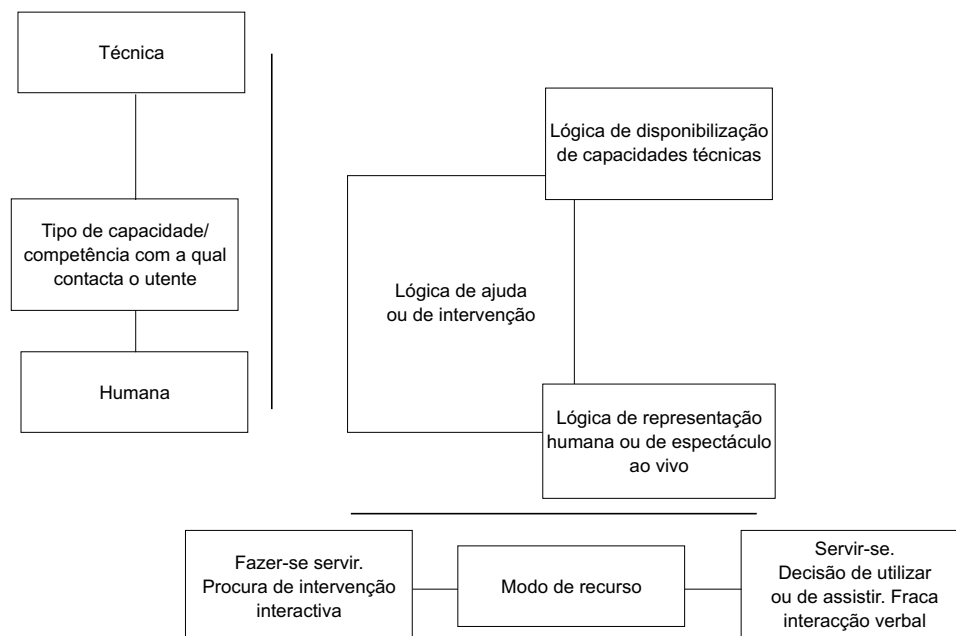 Técnica
Tipo de capacidade/
competência com a qual
contacta o utente
Humana
Lógica de disponibilização
de capacidades técnicas
Lógica de ajuda
ou de intervenção
Lógica de representação
humana ou de espectáculo
ao vivo
Fazer-se servir.
Procura de intervenção
interactiva
Modo de recurso
Servir-se.
Decisão de utilizar
ou de assistir. Fraca
interacção verbal